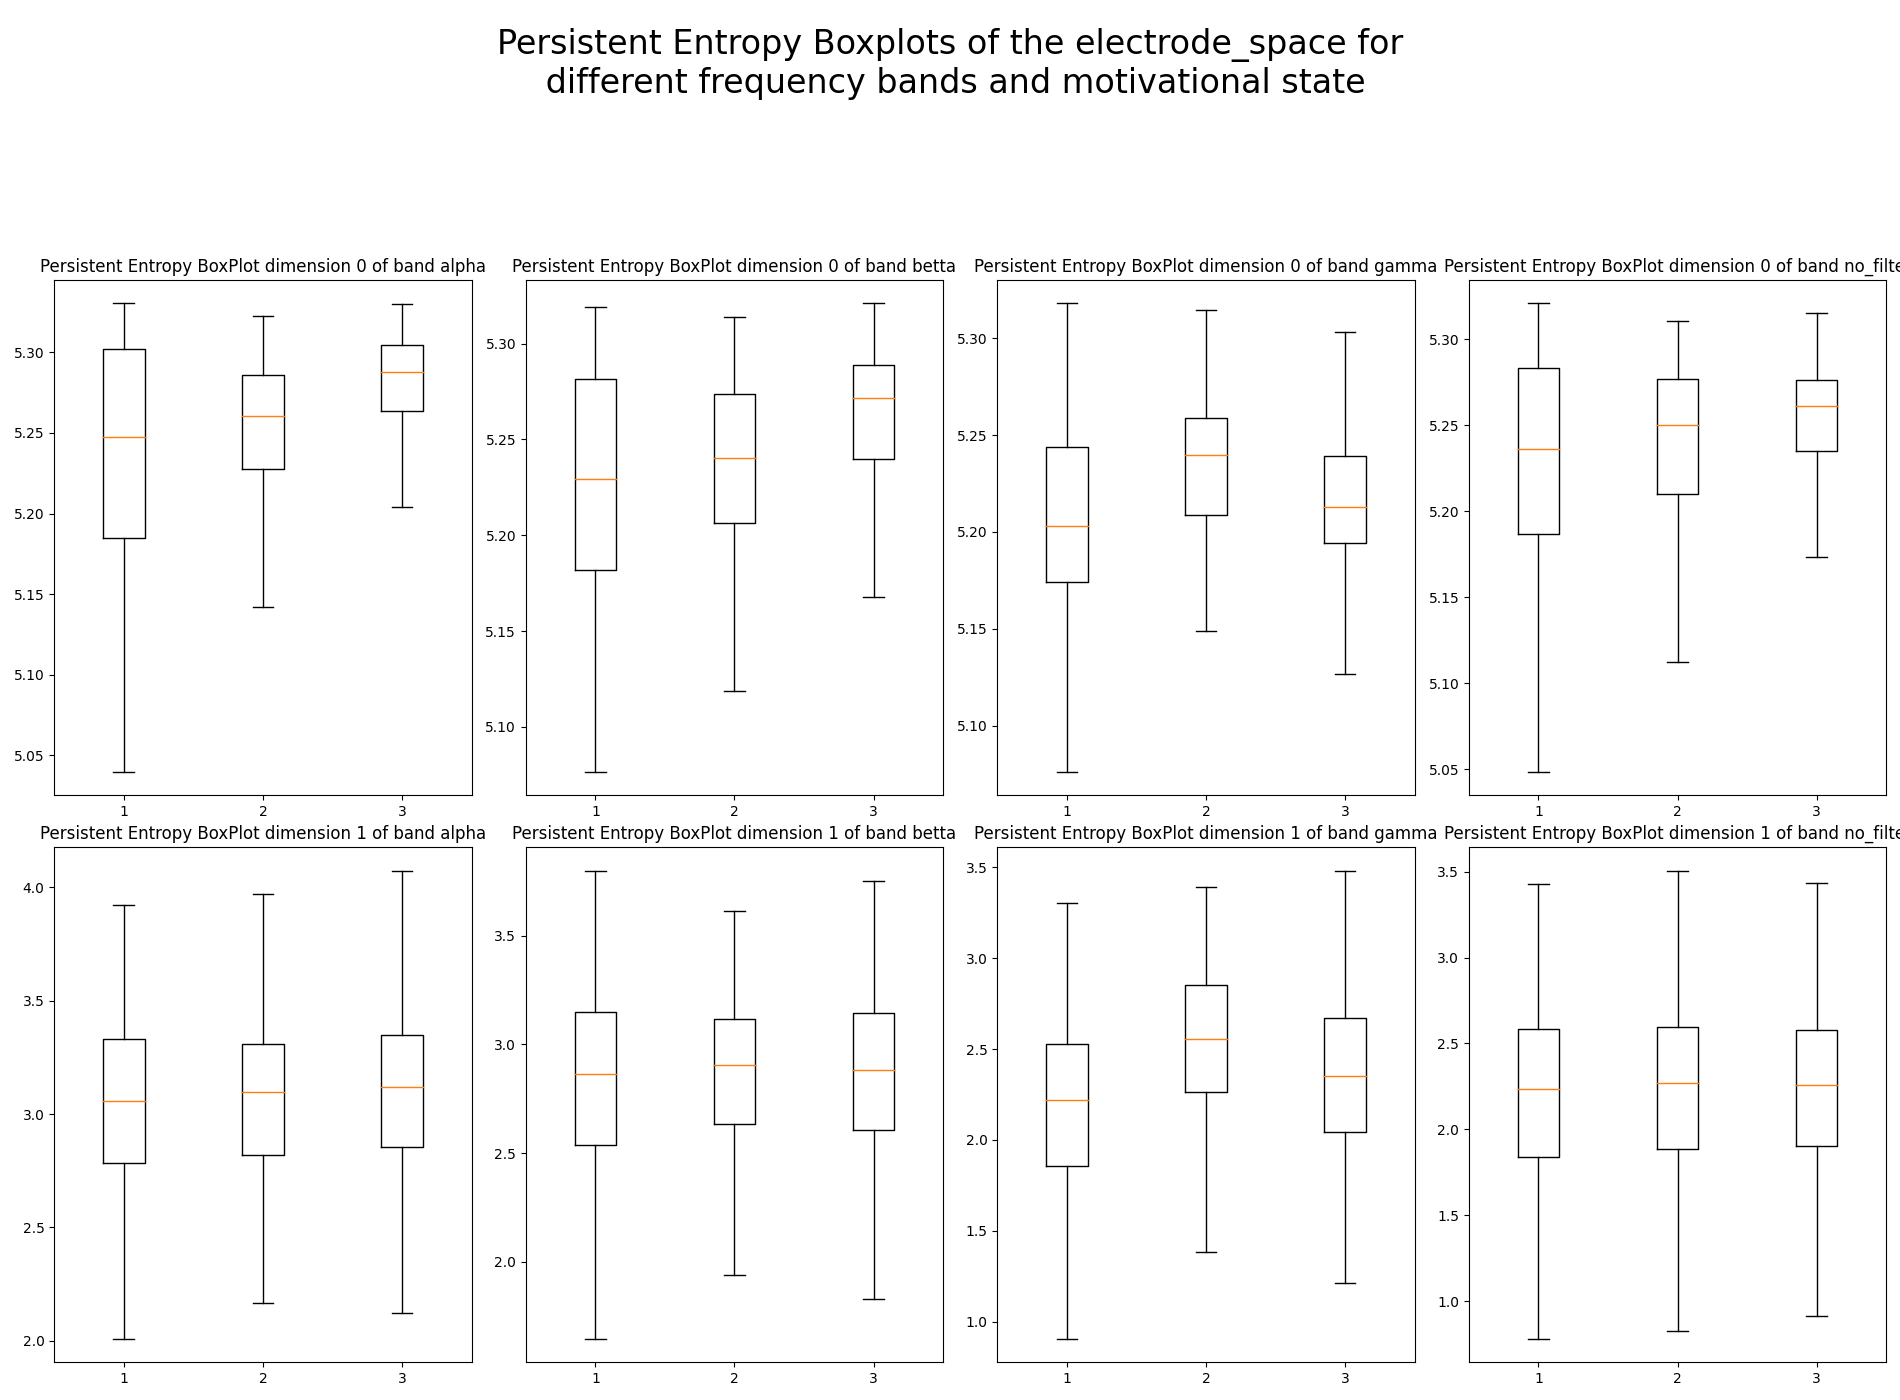 Persistent Entropy Boxplots of the electrode_space for
different frequency bands and motivational state
Persistent Entropy BoxPlot dimension 0 of band alpha
5.30
5.25
5.20
5.15
5.10
5.05
1 2 3
Persistent Entropy BoxPlot dimension 0 of band betta
5.30
5.25
5.20
5.15
5.10
1 2 3
Persistent Entropy BoxPlot dimension 0 of band gamma
5.30
5.25
5.20
5.15
5.10
1 2 3
Persistent Entropy BoxPlot dimension 0 of band no_filte
5.30
5.25
5.20
5.15
5.10
5.05
1 2 3
Persistent Entropy BoxPlot dimension 1 of band alpha
4.0
3.5
3.0
2.5
2.0
1 2 3
Persistent Entropy BoxPlot dimension 1 of band betta
3.5
3.0
2.5
2.0
1 2 3
Persistent Entropy BoxPlot dimension 1 of band gamma
3.5
3.0
2.5
2.0
1.5
1.0
1 2 3
Persistent Entropy BoxPlot dimension 1 of band no_filte
3.5
3.0
2.5
2.0
1.5
1.0
1 2 3